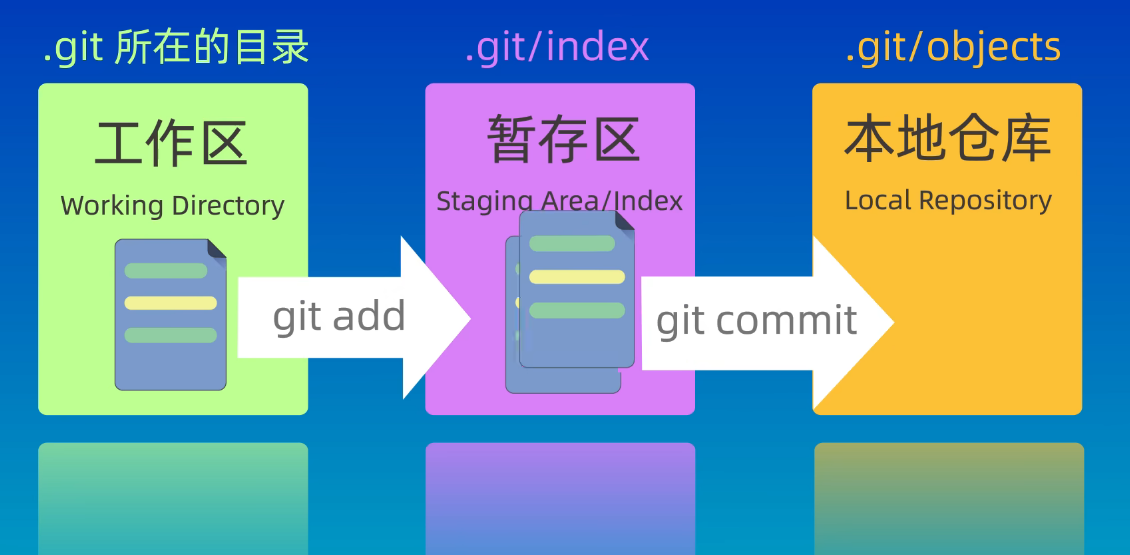 .git 所在的目录
.git/index
.git/objects
工作区
暂存区
本地仓库
Working Directory
Staging Area/Index
Local Repository
git add
git commit